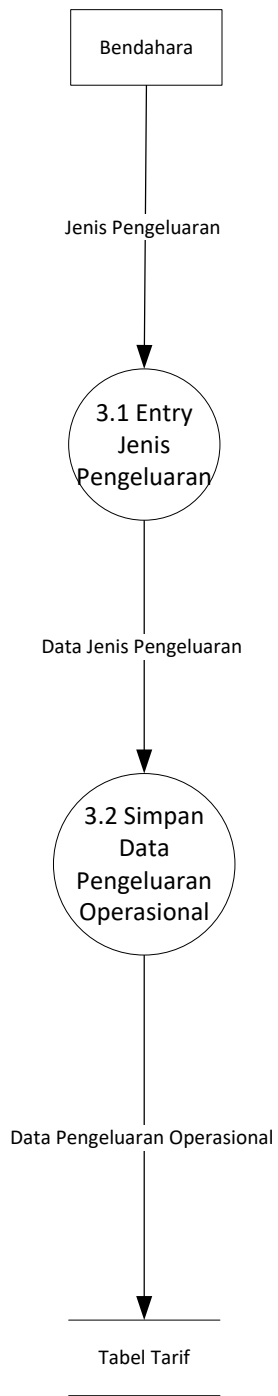 Bendahara
Jenis Pengeluaran
3.1 Entry
Jenis
Pengeluaran
Data Jenis Pengeluaran
3.2 Simpan
Data
Pengeluaran
Operasional
Data Pengeluaran Operasional
Tabel Tarif